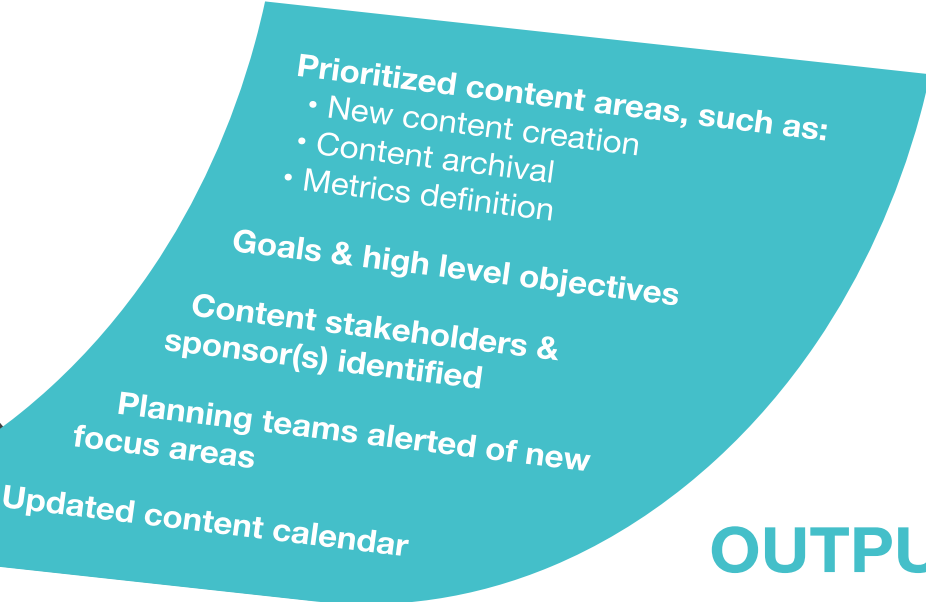 Prioritized content areas, such as:
• New content creation
• Content archival
• Metrics definition
Goals & high level objectives
Content stakeholders &
sponsor(s) identified
Planning teams alerted of new
focus areas
Updated content calendar
OUTPU